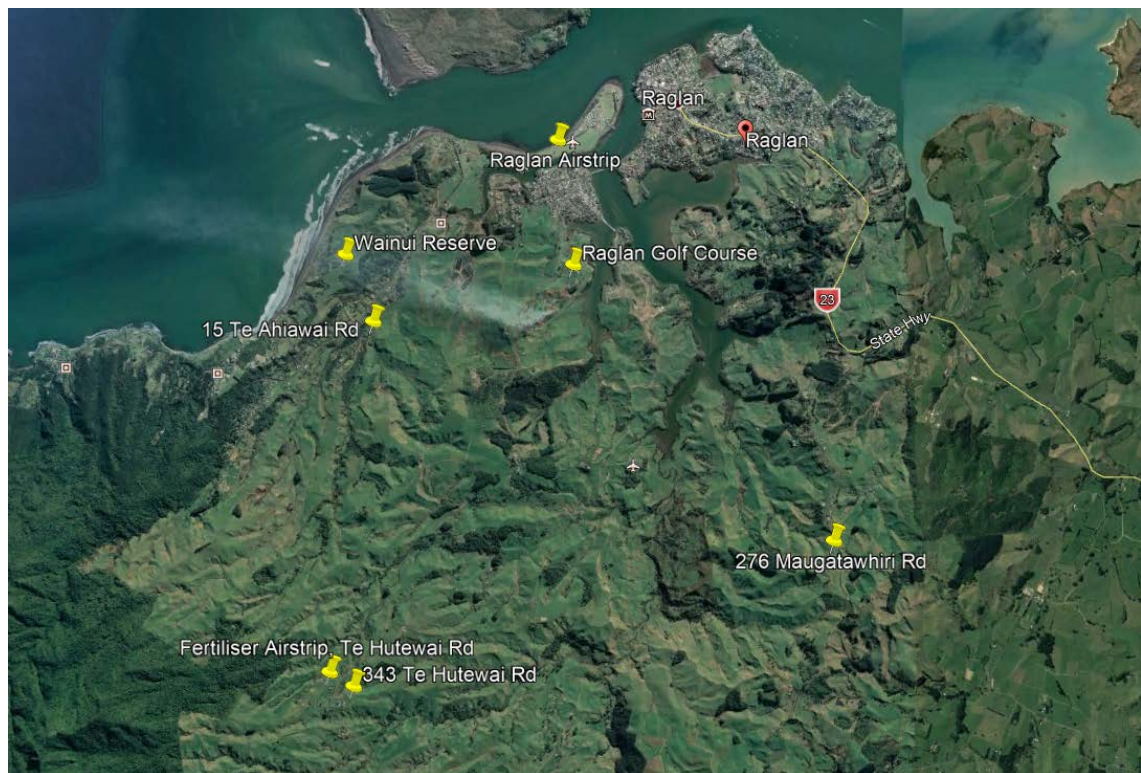 Raglan
Raglan
Raglan Airstrip
Wainui Reserve
Raglan Golf Course
15 Te Ahiawai Rd
23
State Hwy
276 Maugatawhiri Rd
Fertiliser Airstrip, Te Hutewai Rd
343 Te Hutewai Rd